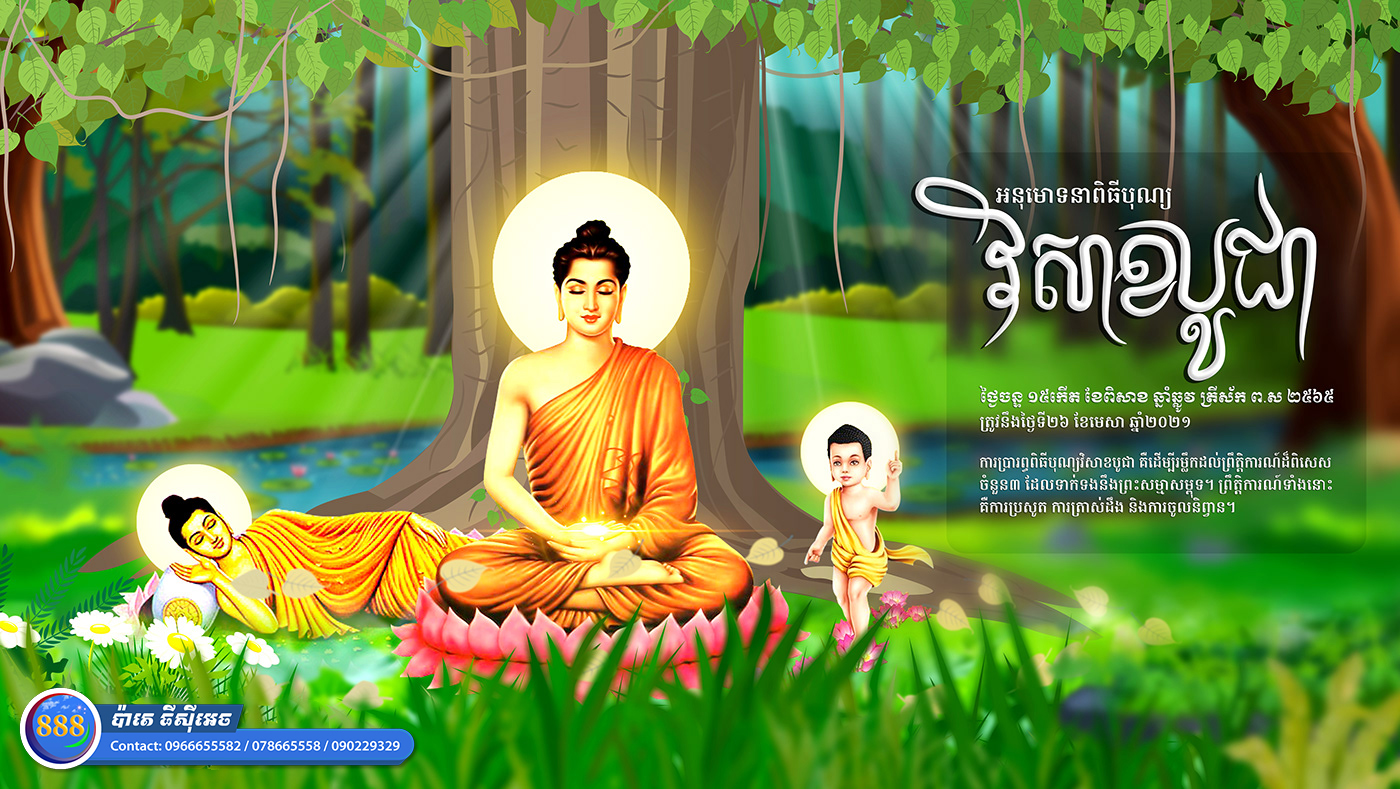 អនុមោទនាពិធីបុណ្យ
វិសាខបូជា
ថ្ងៃចន្ទ ១៥កើត ខែពិសាខ ឆ្នាំឆ្លូវ ត្រីស័ក ព.ស ២៥៦៥
ត្រូវនឹងថ្ងៃទី២៦ ខែមេសា ឆ្នាំ២០២១
ការប្រារព្ធពិធីបុណ្យវិសាខបូជា គឺដើម្បីរម្លឹកដល់ព្រឹត្តិការណ៍ដ៏ពិសេស
ចំនួន៣ ដែលទាក់ទងនឹងព្រះសម្មាសម្ពុទ្ធ។ ព្រឹត្តិការណ៍ទាំងនោះ
គឺការប្រសូត ការត្រាស់ដឹង និងការចូលនិព្វាន។
888
ប៉ាតេ ធីស៊ីអេច
Contact: 0966655582 / 078665558 / 090229329